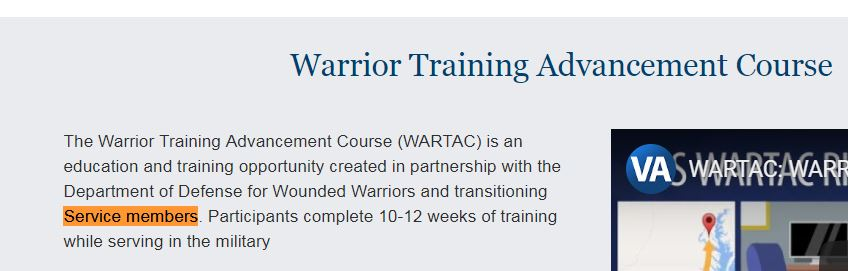 Warrior Training Advancement Course
The Warrior Training Advancement Course (WARTAC) is an
education and training opportunity created in partnership with the
Department of Defense for Wounded Warriors and transitioning
Service members. Participants complete 10-12 weeks of training
while serving in the military
VA WARTAC: WARR